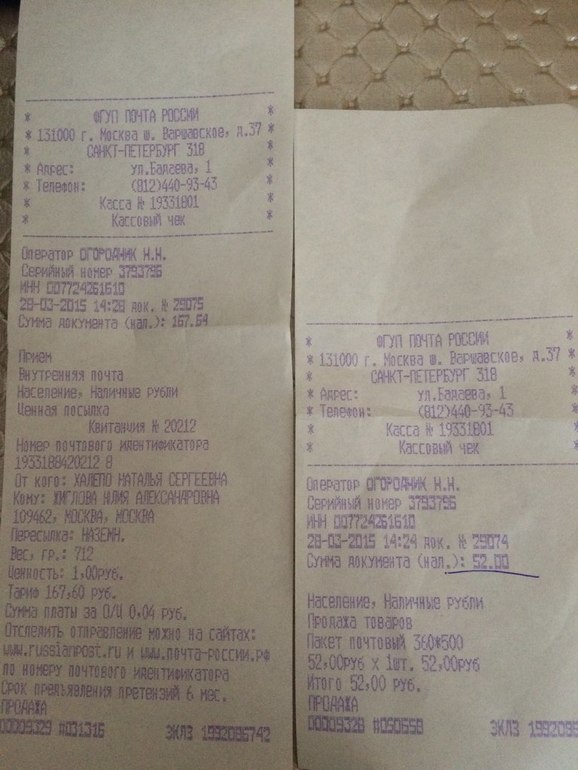 * ФГУП ПОЧТА РОССИИ *
* 131000 г. Москва ш. Варшавское, д.37 *
* САНКТ-ПЕТЕРБУРГ 318 *
* Адрес: ул.Бадаева, 1 *
* Телефон: (812)440-93-43 *
* Касса № 19331801 *
* Кассовый чек *
Оператор ОГОРОДНИК Н.Н.
Серийный номер 3793796
ИНН 007724261610
28-03-2015 14:28 док. № 29075
Сумма документа (нал.): 167.64
Прием
Внутренняя почта
Население, Наличные рубли
Ценная посылка
Квитанция № 20212
Номер почтового идентификатора
1933188420212 8
От кого: ХАЛЕПО НАТАЛЬЯ СЕРГЕЕВНА
Кому: ЖИГЛОВА ЮЛИЯ АЛЕКСАНДРОВНА
109462, МОСКВА, МОСКВА
Пересылка: НАЗЕМН.
Вес, гр.: 712
Ценность: 1,00руб.
Тариф 167,60 руб.
Сумма платы за О/Ц 0,04 руб.
Отследить отправление можно на сайтах:
www.russianpost.ru и www.почта-россии.рф
по номеру почтового идентификатора
Срок предъявления претензий 6 мес.
ПРОДАЖА
00009329 #031316 ЭКЛЗ 1992096742
* ФГУП ПОЧТА РОССИИ *
* 131000 г. Москва ш. Варшавское, д.37 *
* САНКТ-ПЕТЕРБУРГ 318 *
* Адрес: ул.Бадаева, 1 *
* Телефон: (812)440-93-43 *
* Касса № 19331801 *
* Кассовый чек *
Оператор ОГОРОДНИК Н.Н.
Серийный номер 3793796
ИНН 007724261610
28-03-2015 14:24 док. № 29074
Сумма документа (нал.): 52.00
Население, Наличные рубли
Продажа товаров
Пакет почтовый 360*500
52,00руб x 1шт. 52,00руб
Итого 52,00 руб.
ПРОДАЖА
00009328 #050658 ЭКЛЗ